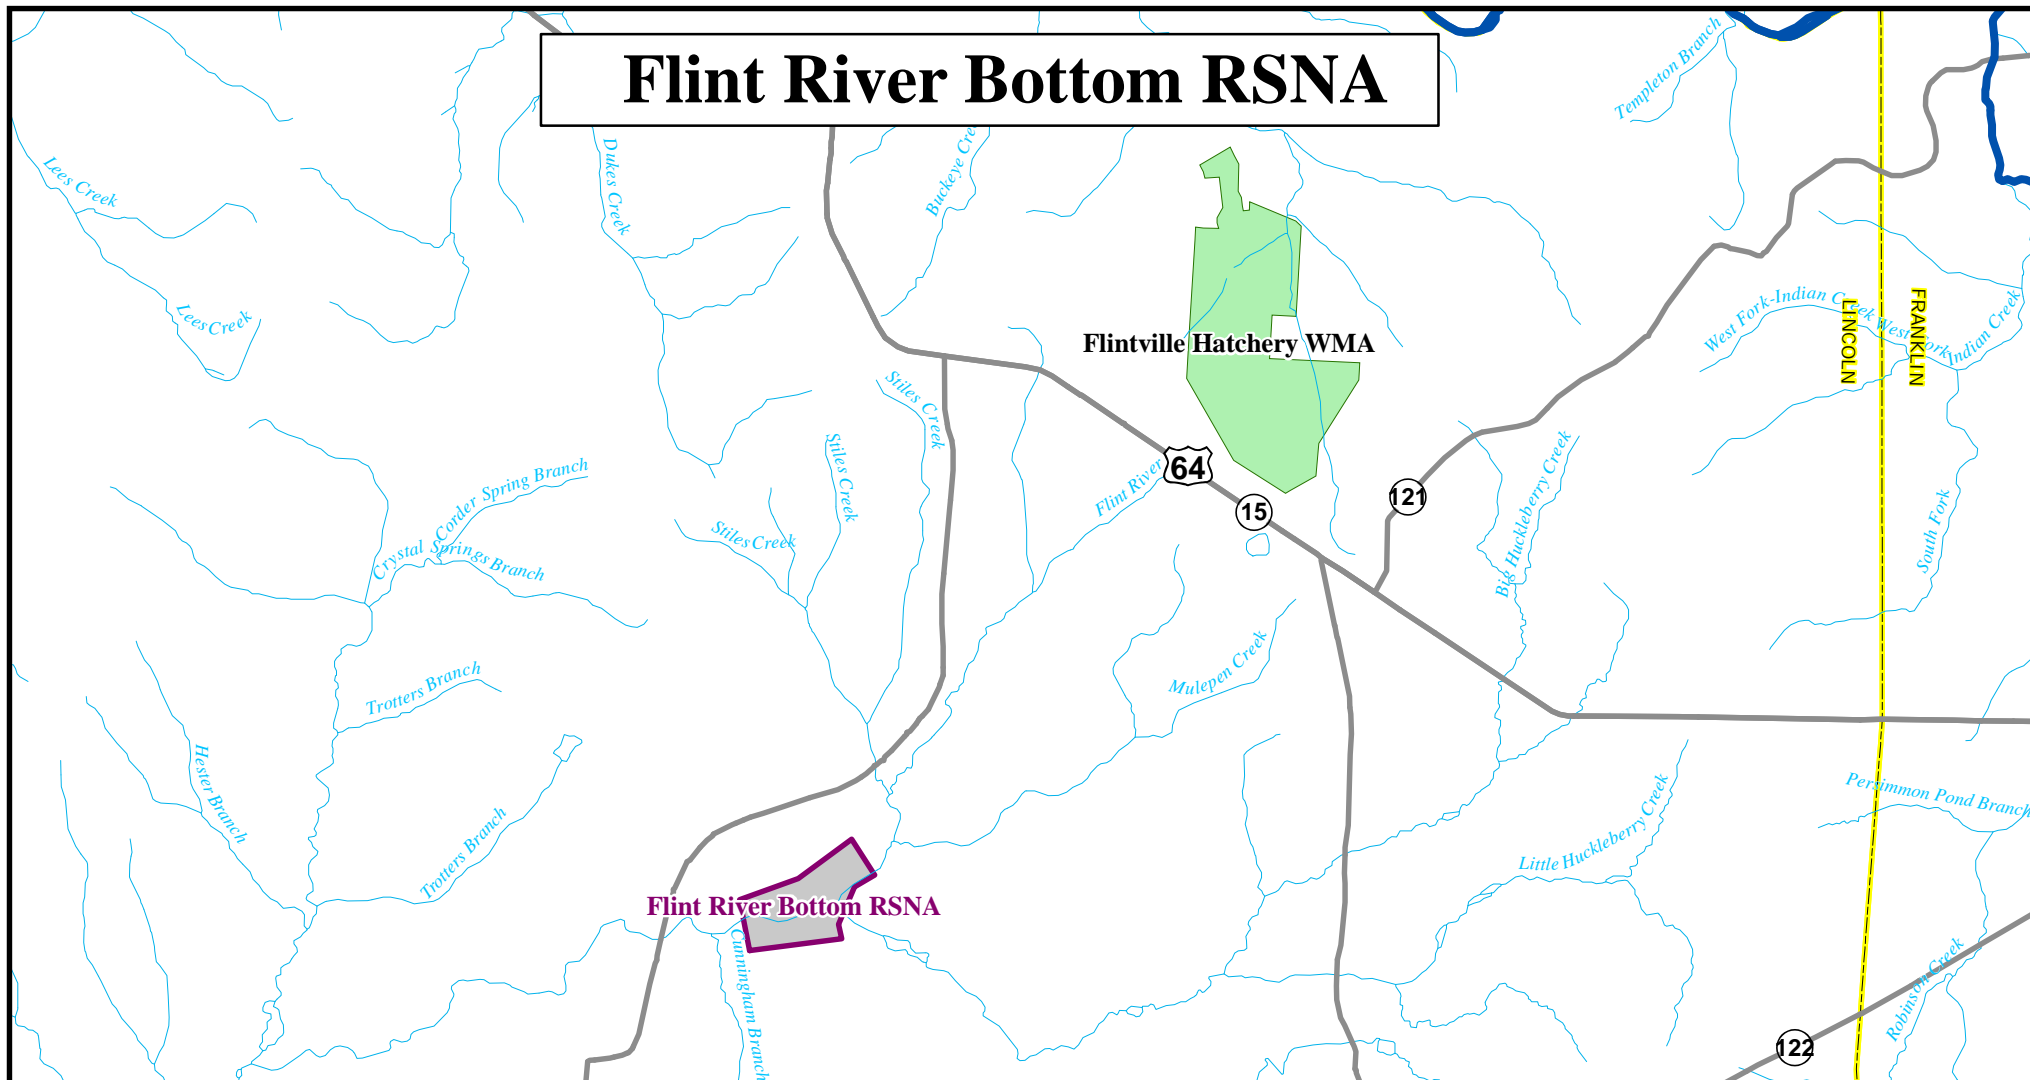 Flint River Bottom RSNA
Templeton Branch
Lees Creek
Dukes Creek
Buckeye Cre
Lees Creek
West Fork-Indian Creek
West Fork
Indian Creek
LINCOLN
FRANKLIN
Flintville Hatchery WMA
Stiles Creek
Stiles Creek
Stiles Creek
Corder Spring Branch
Crystal Springs Branch
Flint River
64
15
121
Big Huckleberry Creek
South Fork
Mulepen Creek
Trotters Branch
Hester Branch
Trotters Branch
Persimmon Pond Branch
Little Huckleberry Creek
Flint River Bottom RSNA
Cunningham Branch
Robinson Creek
122